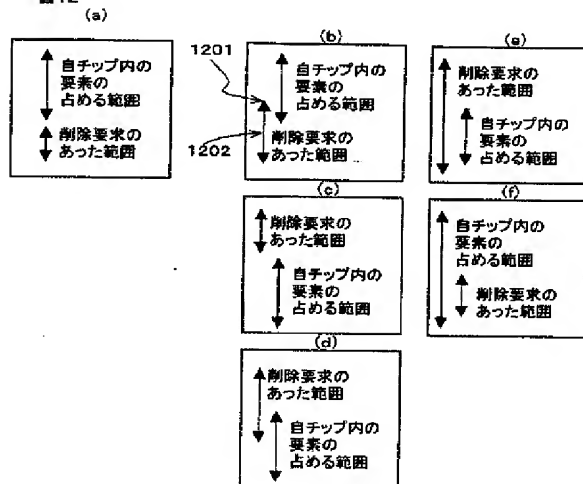 (a)
自チップ内の
要素の
占める範囲
削除要求の
あった範囲
(b)
1201
自チップ内の
要素の
占める範囲
1202
削除要求の
あった範囲
(c)
削除要求の
あった範囲
自チップ内の
要素の
占める範囲
(d)
削除要求の
あった範囲
自チップ内の
要素の
占める範囲
(e)
削除要求の
あった範囲
自チップ内の
要素の
占める範囲
(f)
自チップ内の
要素の
占める範囲
削除要求の
あった範囲